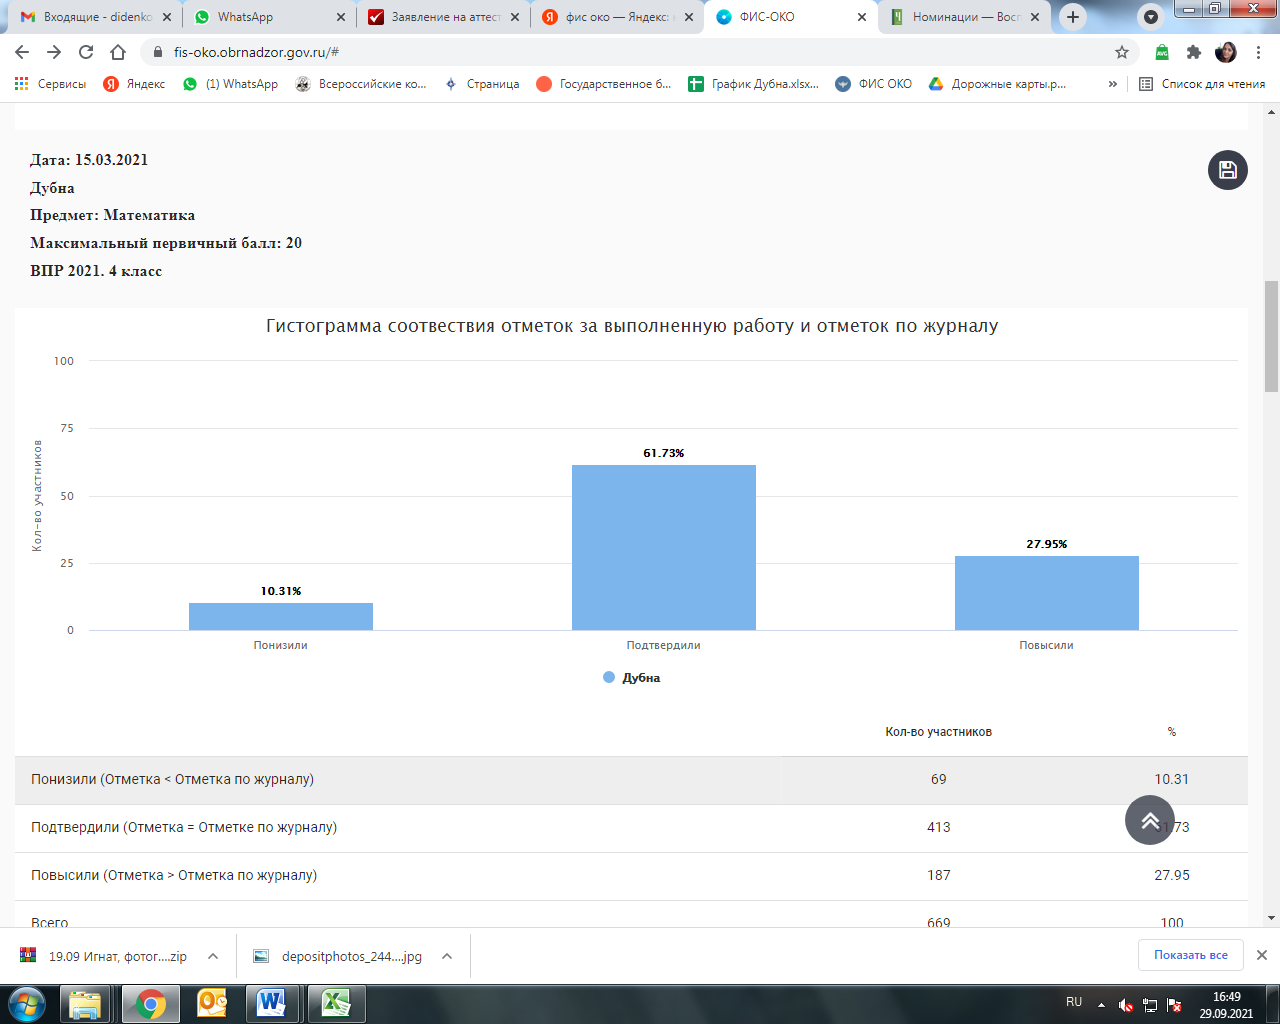 Входящие - didenko
WhatsApp
Заявление на аттест
фис око — Яндекс:
ФИС-ОКО
Номинации — Восп
fis-oko.obrnadzor.gov.ru/#
Сервисы
Яндекс
(1) WhatsApp
Всероссийские ко...
Страница
Государственное б...
График Дубна.xlsx...
ФИС ОКО
Дорожные карты.p...
»
Список для чтения
Дата: 15.03.2021
Дубна
Предмет: Математика
Максимальный первичный балл: 20
ВПР 2021. 4 класс
Гистограмма соотвествия отметок за выполненную работу и отметок по журналу
Кол-во участников
100
75
50
25
0
10.31%
61.73%
27.95%
Понизили
Подтвердили
Повысили
Дубна
Кол-во участников %
Понизили (Отметка < Отметка по журналу) 69 10.31
Подтвердили (Отметка = Отметке по журналу) 413 61.73
Повысили (Отметка > Отметка по журналу) 187 27.95
Всего 669 100
19.09 Игнат, фотог....zip
depositphotos_244....jpg
Показать все
RU
16:49
29.09.2021